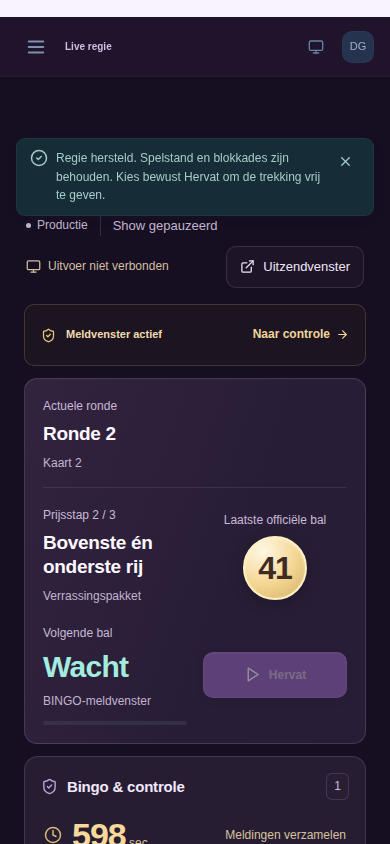 Live regie
DG
Regie hersteld. Spelstand en blokkades zijn
behouden. Kies bewust Hervat om de trekking vrij
te geven.
Productie
Show gepauzeerd
Uitvoer niet verbonden
Uitzendvenster
Meldvenster actief
Naar controle
Actuele ronde
Ronde 2
Kaart 2
Prijsstap 2 / 3
Bovenste én
onderste rij
Verrassingspakket
Laatste officiële bal
41
Volgende bal
Wacht
BINGO-meldvenster
Hervat
Bingo & controle
1
598 sec
Meldingen verzamelen